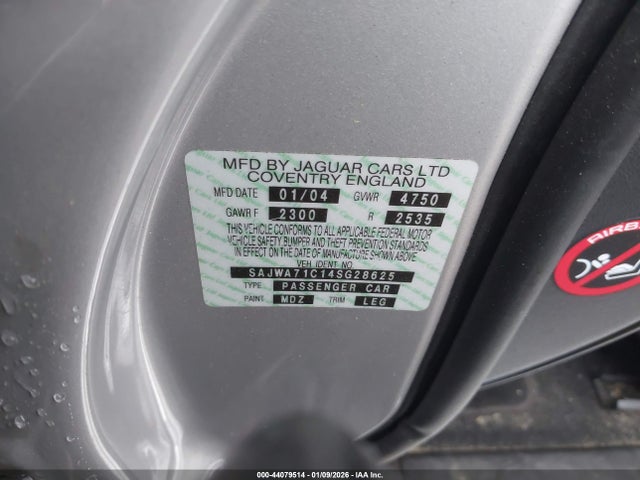 MFD BY JAGUAR CARS LTD
COVENTRY ENGLAND
MFD DATE 01/04 GVWR 4750
GAWR F 2300 R 2535
THIS VEHICLE CONFORMS TO ALL APPLICABLE FEDERAL MOTOR
VEHICLE SAFETY BUMPER AND THEFT PREVENTION STANDARDS
IN EFFECT ON THE DATE OF MANUFACTURE SHOWN ABOVE.
VEH. IDENT NO.
SAJWA71C14SG28625
TYPE PASSENGER CAR
PAINT MDZ TRIM LEG
AIRB
000-44079514 - 01/09/2026 - IAA Inc.